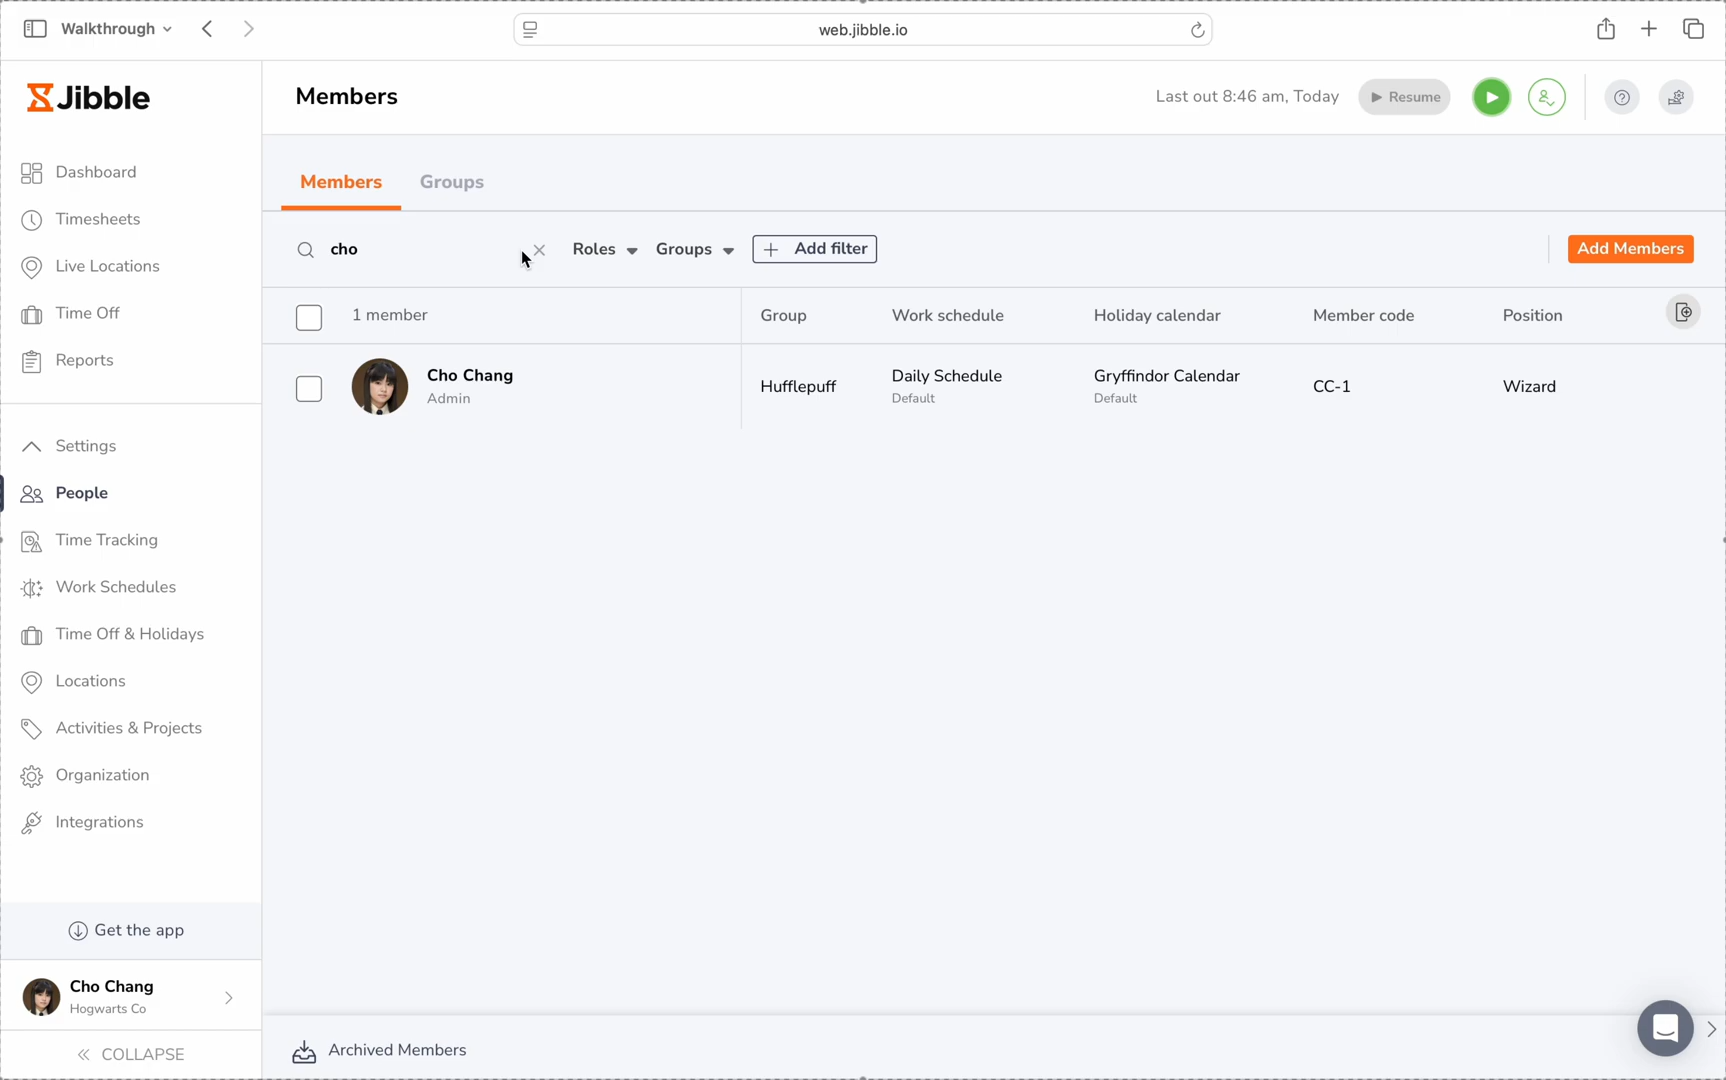 Walkthrough
web.jibble.io
Jibble
Members
Last out 8:46 am, Today
Resume
Dashboard
Timesheets
Live Locations
Time Off
Reports
Settings
People
Time Tracking
Work Schedules
Time Off & Holidays
Locations
Activities & Projects
Organization
Integrations
Get the app
Cho Chang
Hogwarts Co
COLLAPSE
Members Groups
cho Roles Groups Add filter Add Members
1 member Group Work schedule Holiday calendar Member code Position
Cho Chang
Admin
Hufflepuff
Daily Schedule
Default
Gryffindor Calendar
Default
CC-1
Wizard
Archived Members